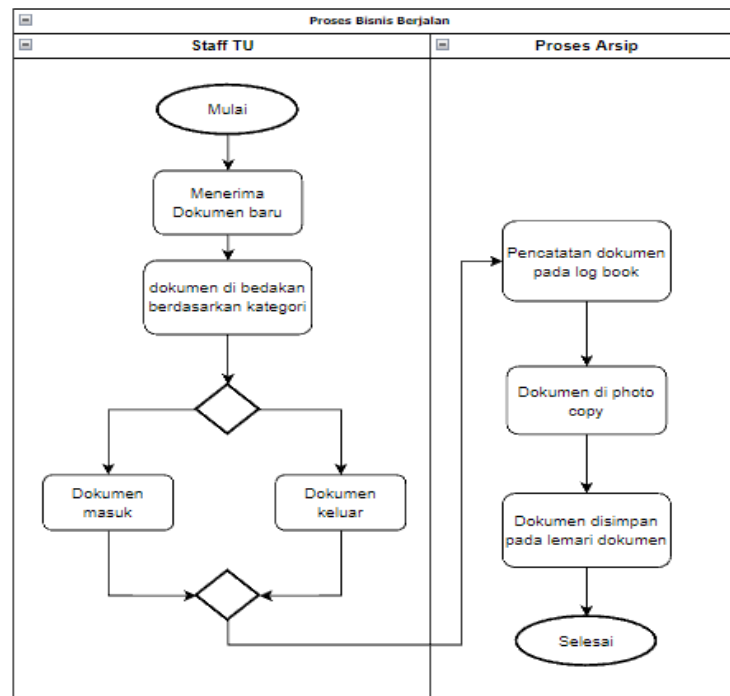 Proses Bisnis Berjalan
Staff TU
Proses Arsip
Mulai
Menerima
Dokumen baru
dokumen di bedakan
berdasarkan kategori
Dokumen
masuk
Dokumen
keluar
Pencatatan dokumen
pada log book
Dokumen di photo
copy
Dokumen disimpan
pada lemari dokumen
Selesai